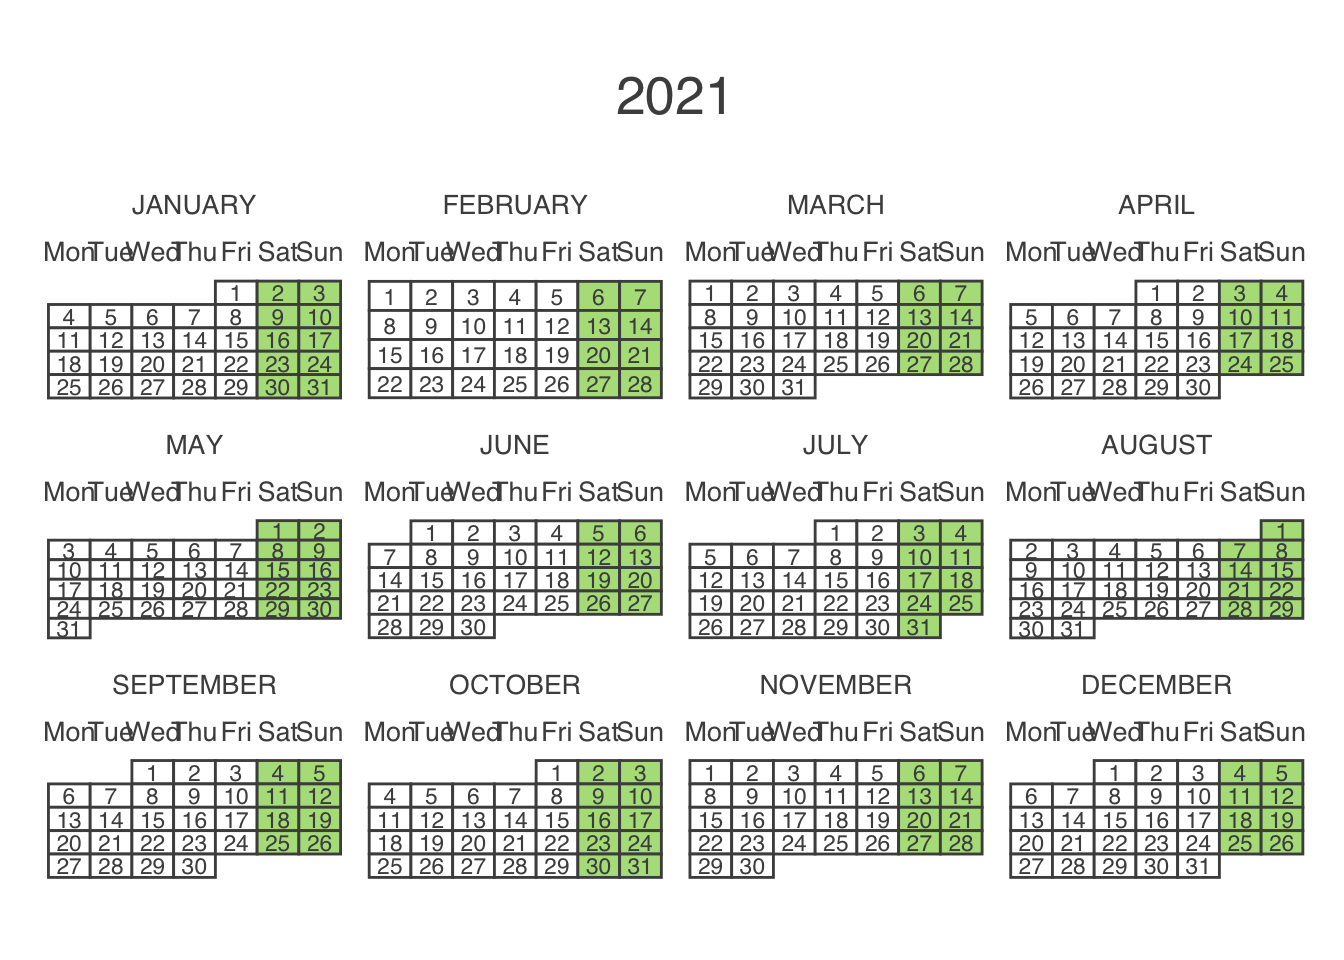 2021
JANUARY FEBRUARY MARCH APRIL
Mon Tue Wed Thu Fri Sat Sun Mon Tue Wed Thu Fri Sat Sun Mon Tue Wed Thu Fri Sat Sun Mon Tue Wed Thu Fri Sat Sun
1 2 3 1 2 3 4 5 6 7 1 2 3 4 5 6 7 1 2 3 4
4 5 6 7 8 9 10 8 9 10 11 12 13 14 8 9 10 11 12 13 14 5 6 7 8 9 10 11
11 12 13 14 15 16 17 15 16 17 18 19 20 21 15 16 17 18 19 20 21 12 13 14 15 16 17 18
18 19 20 21 22 23 24 22 23 24 25 26 27 28 22 23 24 25 26 27 28 19 20 21 22 23 24 25
25 26 27 28 29 30 31 29 30 31 26 27 28 29 30
MAY JUNE JULY AUGUST
Mon Tue Wed Thu Fri Sat Sun Mon Tue Wed Thu Fri Sat Sun Mon Tue Wed Thu Fri Sat Sun Mon Tue Wed Thu Fri Sat Sun
1 2 1 2 3 4 5 6 1 2 3 4 1
3 4 5 6 7 8 9 7 8 9 10 11 12 13 5 6 7 8 9 10 11 2 3 4 5 6 7 8
10 11 12 13 14 15 16 14 15 16 17 18 19 20 12 13 14 15 16 17 18 9 10 11 12 13 14 15
17 18 19 20 21 22 23 21 22 23 24 25 26 27 19 20 21 22 23 24 25 16 17 18 19 20 21 22
24 25 26 27 28 29 30 28 29 30 26 27 28 29 30 31 23 24 25 26 27 28 29
31 30 31
SEPTEMBER OCTOBER NOVEMBER DECEMBER
Mon Tue Wed Thu Fri Sat Sun Mon Tue Wed Thu Fri Sat Sun Mon Tue Wed Thu Fri Sat Sun Mon Tue Wed Thu Fri Sat Sun
1 2 3 4 5 1 2 3 1 2 3 4 5 6 7 1 2 3 4 5
6 7 8 9 10 11 12 4 5 6 7 8 9 10 8 9 10 11 12 13 14 6 7 8 9 10 11 12
13 14 15 16 17 18 19 11 12 13 14 15 16 17 15 16 17 18 19 20 21 13 14 15 16 17 18 19
20 21 22 23 24 25 26 18 19 20 21 22 23 24 22 23 24 25 26 27 28 20 21 22 23 24 25 26
27 28 29 30 25 26 27 28 29 30 31 29 30 27 28 29 30 31